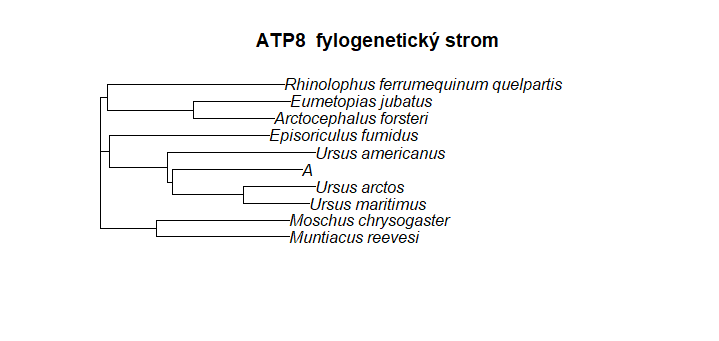 ATP8 fylogenetický strom
Rhinolophus ferrumequinum quelpartis
Eumetopias jubatus
Arctocephalus forsteri
Episoriculus fumidus
Ursus americanus
A
Ursus arctos
Ursus maritimus
Moschus chrysogaster
Muntiacus reevesi